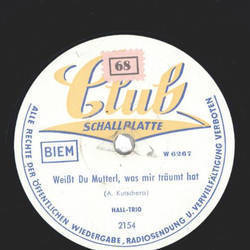 68
Club
SCHALLPLATTE
BIEM
W 6267
Weißt Du Mutterl, was mir träumt hat
(A. Kutschera)
HALL-TRIO
2154
ALLE RECHTE DER ÖFFENTLICHEN WIEDERGABE, RADIOSENDUNG U. VERVIELFÄLTIGUNG VERBOTEN